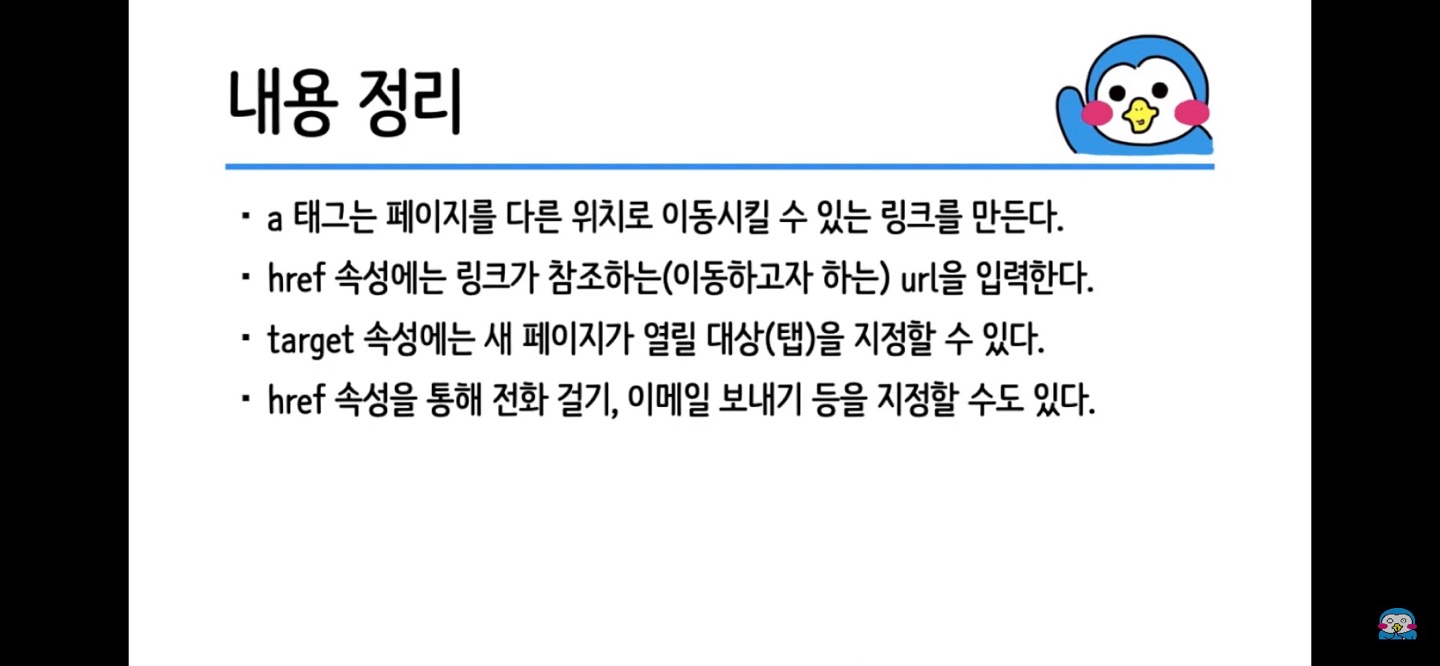 내용 정리
▪ a 태그는 페이지를 다른 위치로 이동시킬 수 있는 링크를 만든다.
▪ href 속성에는 링크가 참조하는(이동하고자 하는) url을 입력한다.
▪ target 속성에는 새 페이지가 열릴 대상(탭)을 지정할 수 있다.
▪ href 속성을 통해 전화 걸기, 이메일 보내기 등을 지정할 수도 있다.